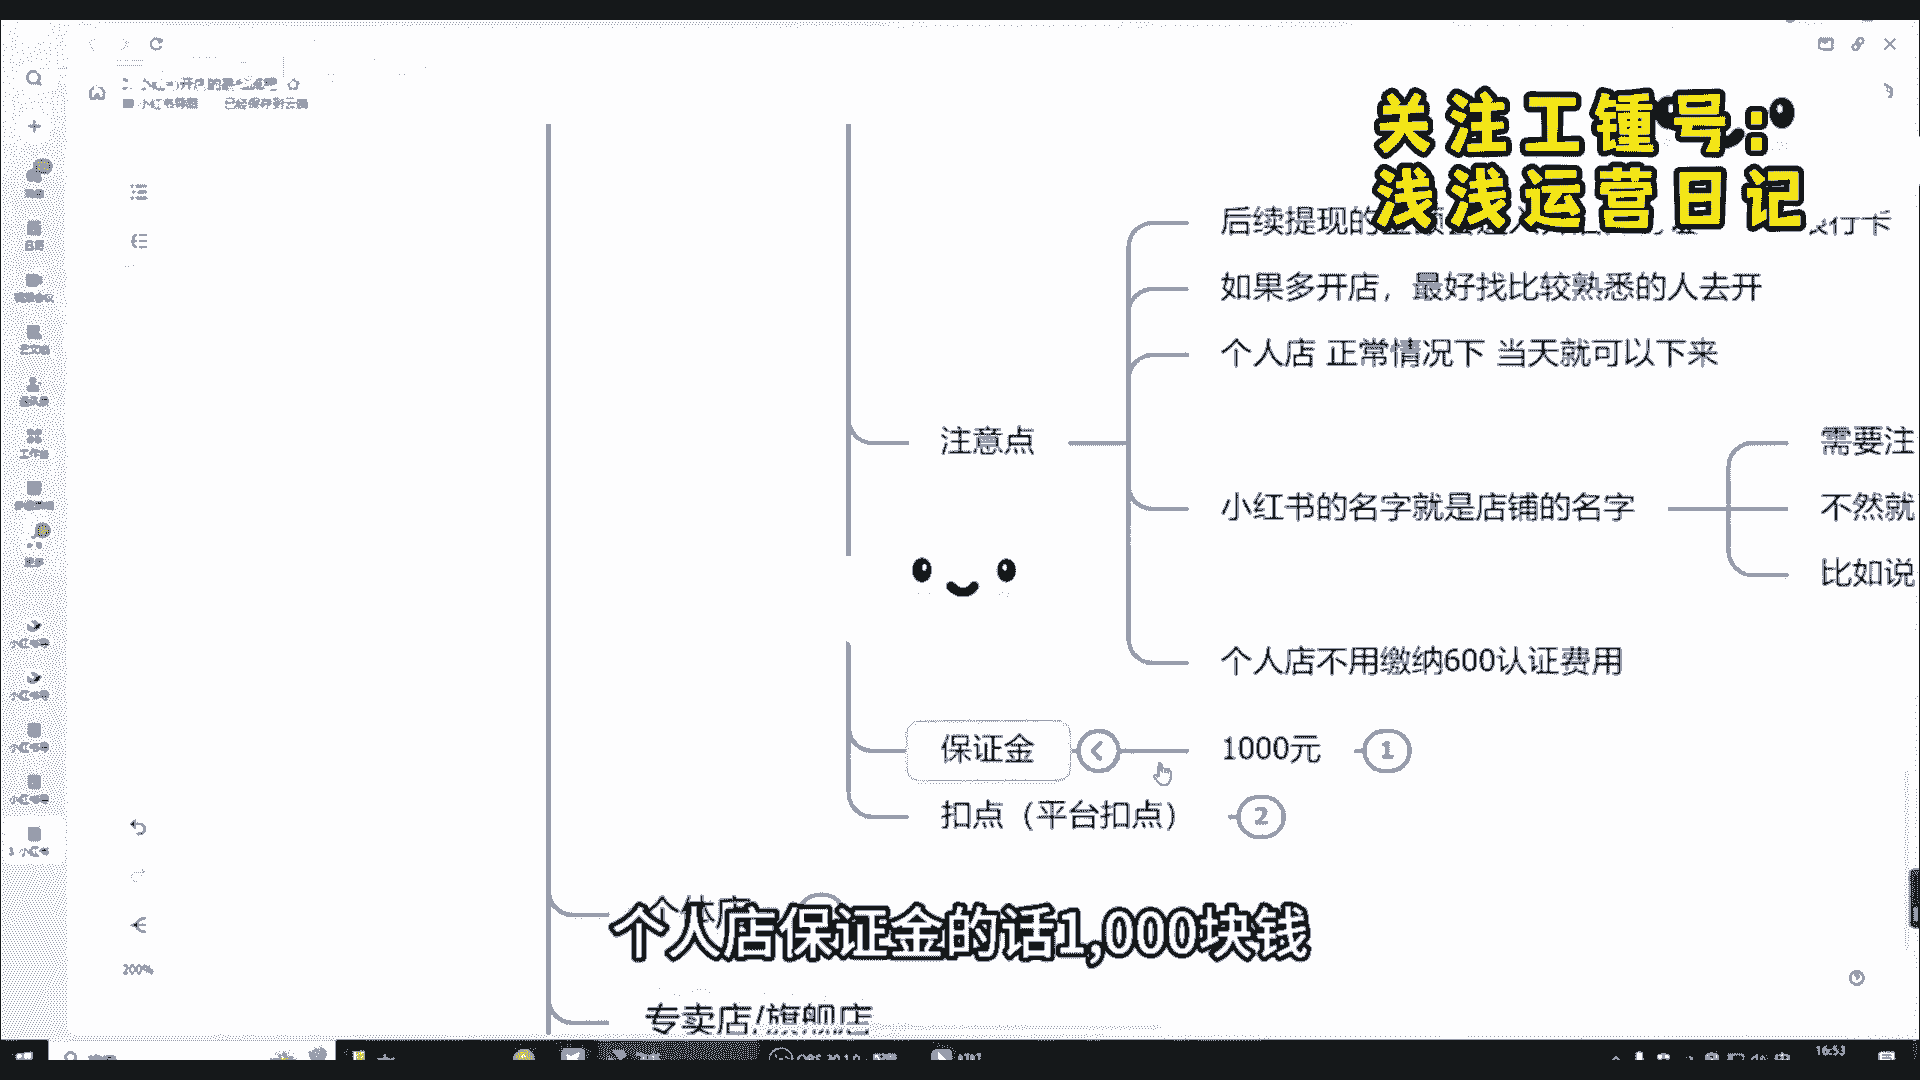 关注工锺号：
浅浅运营日记
后续提现的
银行卡
如果多开店，最好找比较熟悉的人去开
个人店 正常情况下 当天就可以下来
注意点
需要注
小红书的名字就是店铺的名字
不然就
比如说
个人店不用缴纳600认证费用
保证金
1000元
1
扣点（平台扣点）
2
个体店
个人店保证金的话1,000块钱
200%
专卖店/旗舰店
16:53